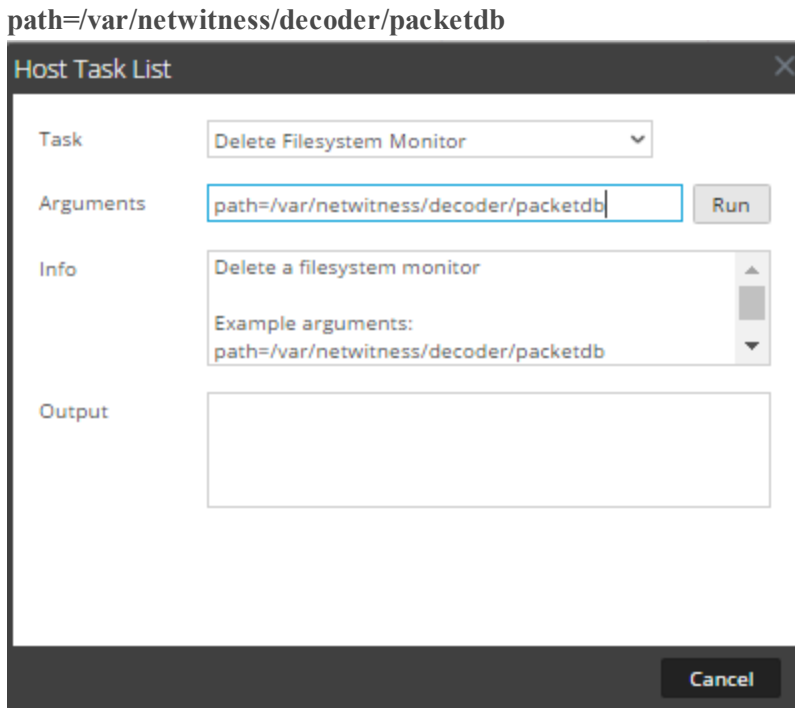 path=/var/netwitness/decoder/packetdb
Host Task List
Task
Delete Filesystem Monitor
Arguments
path=/var/netwitness/decoder/packetdb
Run
Info
Delete a filesystem monitor
Example arguments:
path=/var/netwitness/decoder/packetdb
Output
Cancel